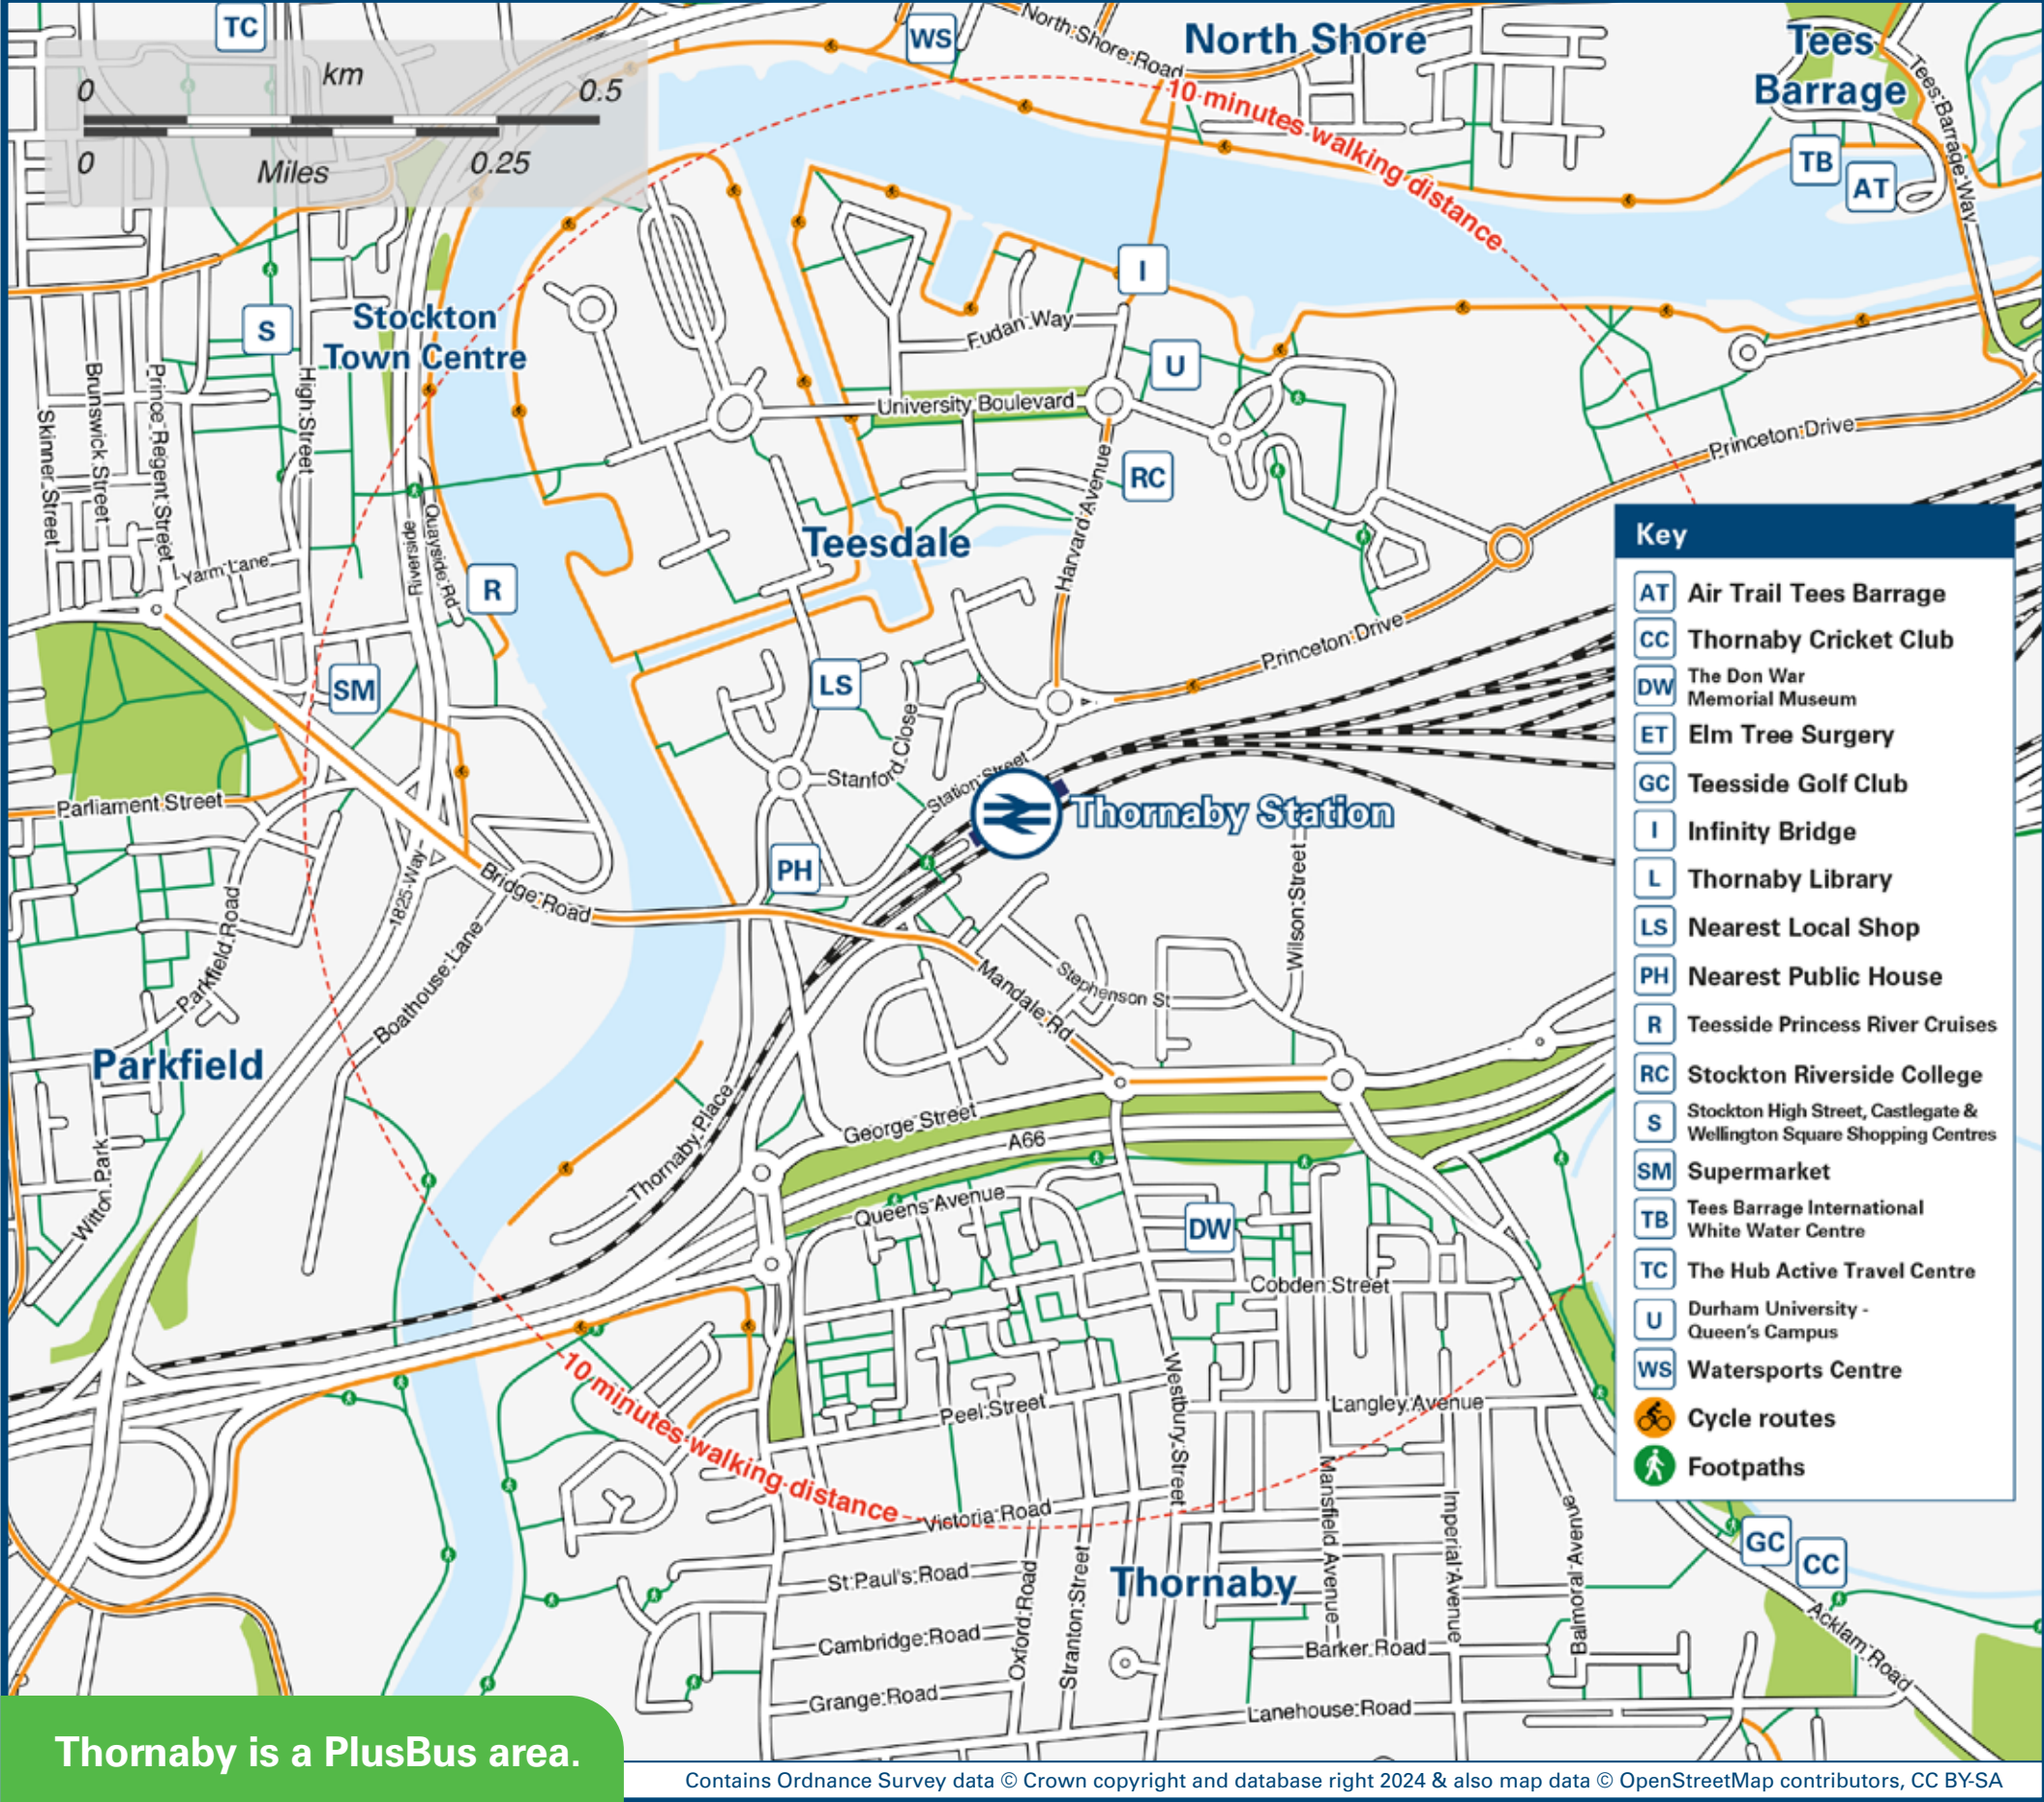 TC
WS
North Shore Road
North Shore
Tees
Barrage
Tees Barrage Way
km
0
0.5
0
Miles
0.25
10 minutes walking distance
TB
AT
I
S
Stockton
Town Centre
Fudan Way
U
University Boulevard
Princeton Drive
Skinner Street
Brunswick Street
Prince Regent Street
High Street
Riverside
Quayside Rd
Yarm Lane
R
Teesdale
Harvard Avenue
RC
Princeton Drive
SM
LS
Stanford Close
Station Street
Thornaby Station
Parliament Street
PH
Bridge Road
1825 Way
Boathouse Lane
Parkfield Road
Parkfield
Wilson Street
Stephenson St
Mandale Rd
Witton Park
Thornaby Place
George Street
A66
Queens Avenue
DW
Cobden Street
10 minutes walking distance
Peel Street
Westbury Street
Langley Avenue
Victoria Road
Mansfield Avenue
Imperial Avenue
Balmoral Avenue
St Paul's Road
Oxford Road
Stranton Street
Thornaby
Cambridge Road
Grange Road
Barker Road
Lanehouse Road
GC
CC
Acklam Road
Key
AT Air Trail Tees Barrage
CC Thornaby Cricket Club
DW The Don War
Memorial Museum
ET Elm Tree Surgery
GC Teesside Golf Club
I Infinity Bridge
L Thornaby Library
LS Nearest Local Shop
PH Nearest Public House
R Teesside Princess River Cruises
RC Stockton Riverside College
S Stockton High Street, Castlegate &
Wellington Square Shopping Centres
SM Supermarket
TB Tees Barrage International
White Water Centre
TC The Hub Active Travel Centre
U Durham University -
Queen's Campus
WS Watersports Centre
Cycle routes
Footpaths
Thornaby is a PlusBus area.
Contains Ordnance Survey data © Crown copyright and database right 2024 & also map data © OpenStreetMap contributors, CC BY-SA